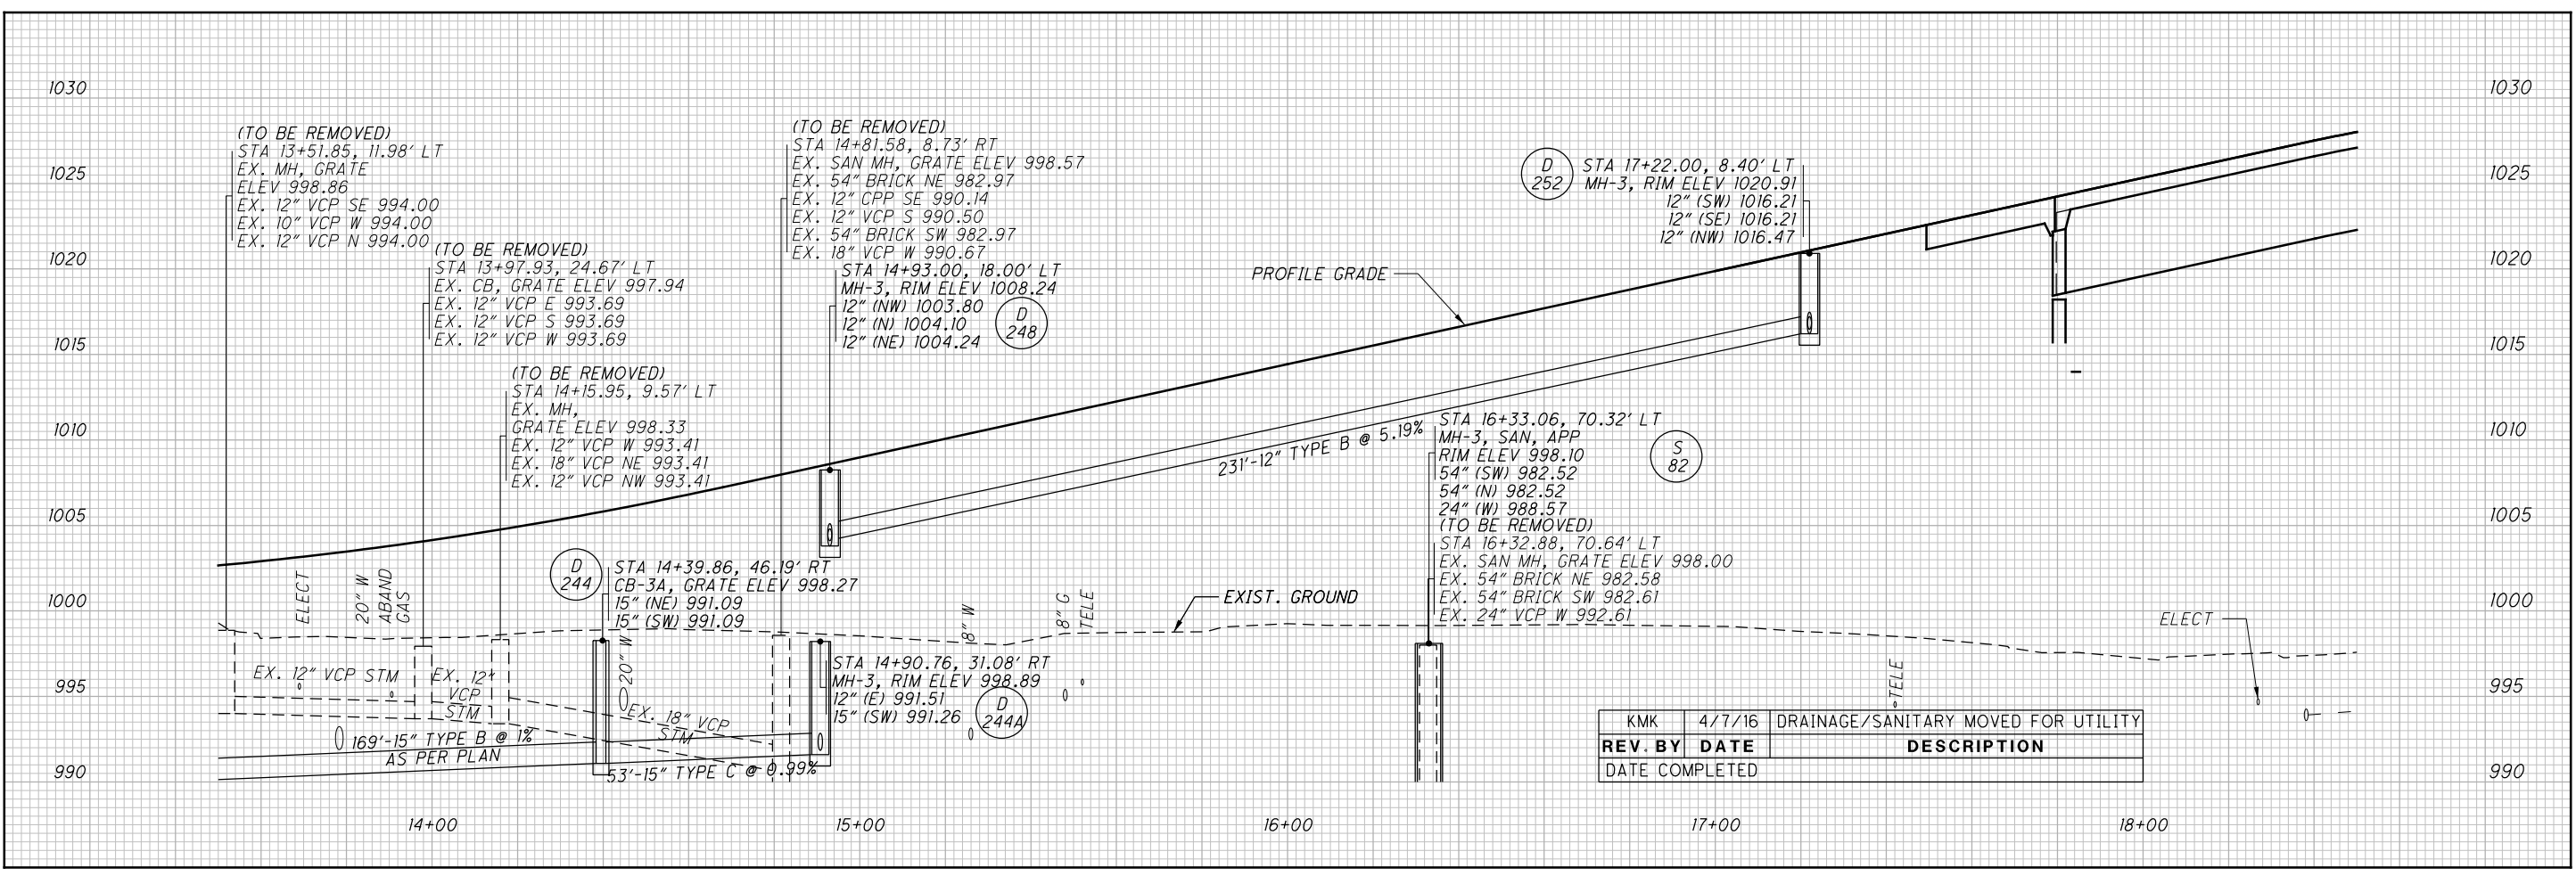 1030
1025
1020
1015
1010
1005
1000
995
990
(TO BE REMOVED)
STA 13+51.85, 11.98' LT
EX. MH, GRATE
ELEV 998.86
EX. 12" VCP SE 994.00
EX. 10" VCP W 994.00
EX. 12" VCP N 994.00
(TO BE REMOVED)
STA 13+97.93, 24.67' LT
EX. CB, GRATE ELEV 997.94
EX. 12" VCP E 993.69
EX. 12" VCP S 993.69
EX. 12" VCP W 993.69
(TO BE REMOVED)
STA 14+15.95, 9.57' LT
EX. MH,
GRATE ELEV 998.33
EX. 12" VCP W 993.41
EX. 18" VCP NE 993.41
EX. 12" VCP NW 993.41
(TO BE REMOVED)
STA 14+81.58, 8.73' RT
EX. SAN MH, GRATE ELEV 998.57
EX. 54" BRICK NE 982.97
EX. 12" CPP SE 990.14
EX. 12" VCP S 990.50
EX. 54" BRICK SW 982.97
EX. 18" VCP W 990.67
STA 14+93.00, 18.00' LT
MH-3, RIM ELEV 1008.24
12" (NW) 1003.80
12" (N) 1004.10
12" (NE) 1004.24
D
248
PROFILE GRADE
D
252
STA 17+22.00, 8.40' LT
MH-3, RIM ELEV 1020.91
12" (SW) 1016.21
12" (SE) 1016.21
12" (NW) 1016.47
231'-12" TYPE B @ 5.19%
STA 16+33.06, 70.32' LT
MH-3, SAN, APP
RIM ELEV 998.10
54" (SW) 982.52
54" (N) 982.52
24" (W) 988.57
S
82
(TO BE REMOVED)
STA 16+32.88, 70.64' LT
EX. SAN MH, GRATE ELEV 998.00
EX. 54" BRICK NE 982.58
EX. 54" BRICK SW 982.61
EX. 24" VCP W 992.61
ELECT
20" W
ABAND
GAS
D
244
STA 14+39.86, 46.19' RT
CB-3A, GRATE ELEV 998.27
15" (NE) 991.09
15" (SW) 991.09
20" W
8" W
8" G
TELE
EXIST. GROUND
ELECT
TELE
EX. 12" VCP STM
EX. 12"
VCP
STM
EX. 18" VCP
STM
STA 14+90.76, 31.08' RT
MH-3, RIM ELEV 998.89
12" (E) 991.51
15" (SW) 991.26
D
244A
169'-15" TYPE B @ 1%
AS PER PLAN
53'-15" TYPE C @ 0.99%
KMK 4/7/16 DRAINAGE/SANITARY MOVED FOR UTILITY
REV. BY DATE DESCRIPTION
DATE COMPLETED
1030
1025
1020
1015
1010
1005
1000
995
990
14+00 15+00 16+00 17+00 18+00